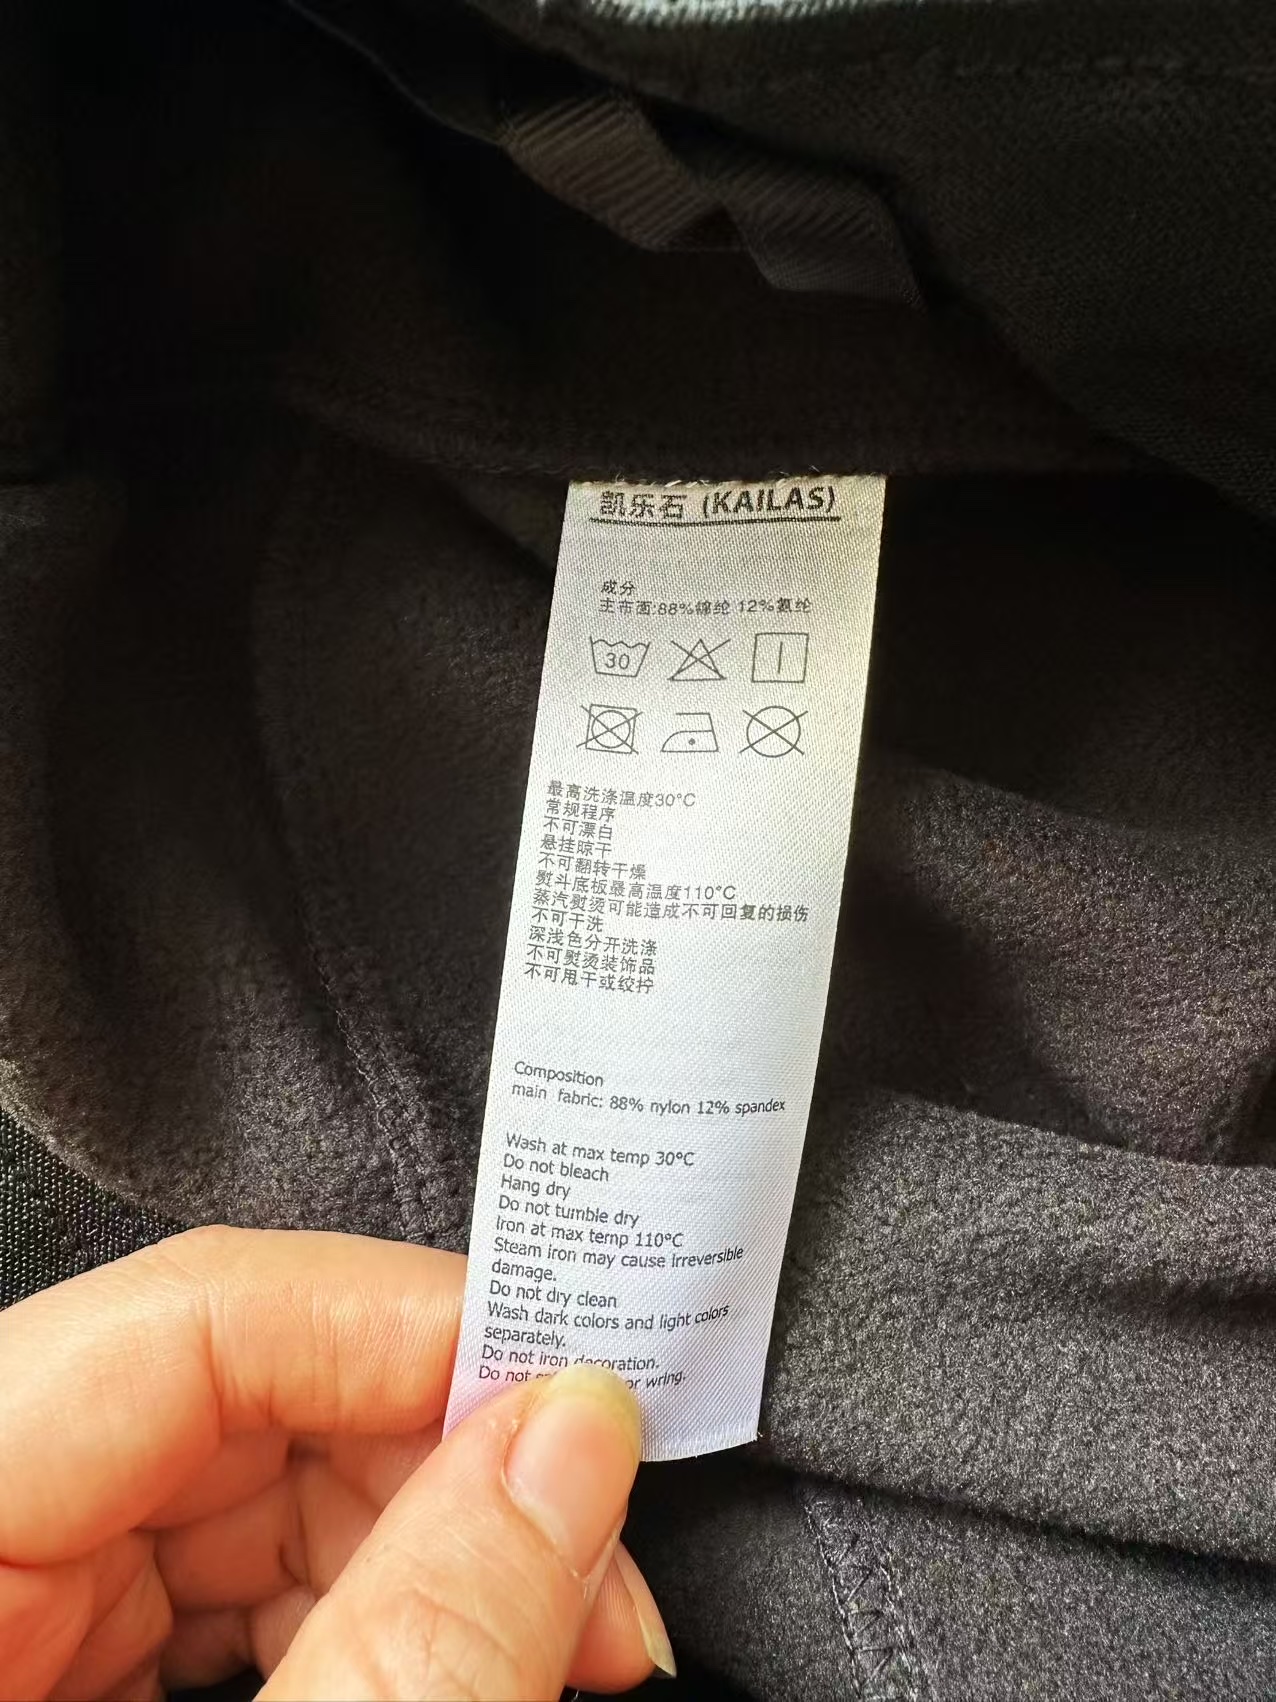 凯乐石 (KAILAS)
成分
主布面:88%锦纶 12%氨纶
30
最高洗涤温度30°C
常规程序
不可漂白
悬挂晾干
不可翻转干燥
熨斗底板最高温度110°C
蒸汽熨烫可能造成不可回复的损伤
不可干洗
深浅色分开洗涤
不可熨烫装饰品
不可甩干或绞拧
Composition
main fabric: 88% nylon 12% spandex
Wash at max temp 30°C
Do not bleach
Hang dry
Do not tumble dry
Iron at max temp 110°C
Steam iron may cause irreversible
damage.
Do not dry clean
Wash dark colors and light colors
separately.
Do not iron decoration.
Do not or wring.